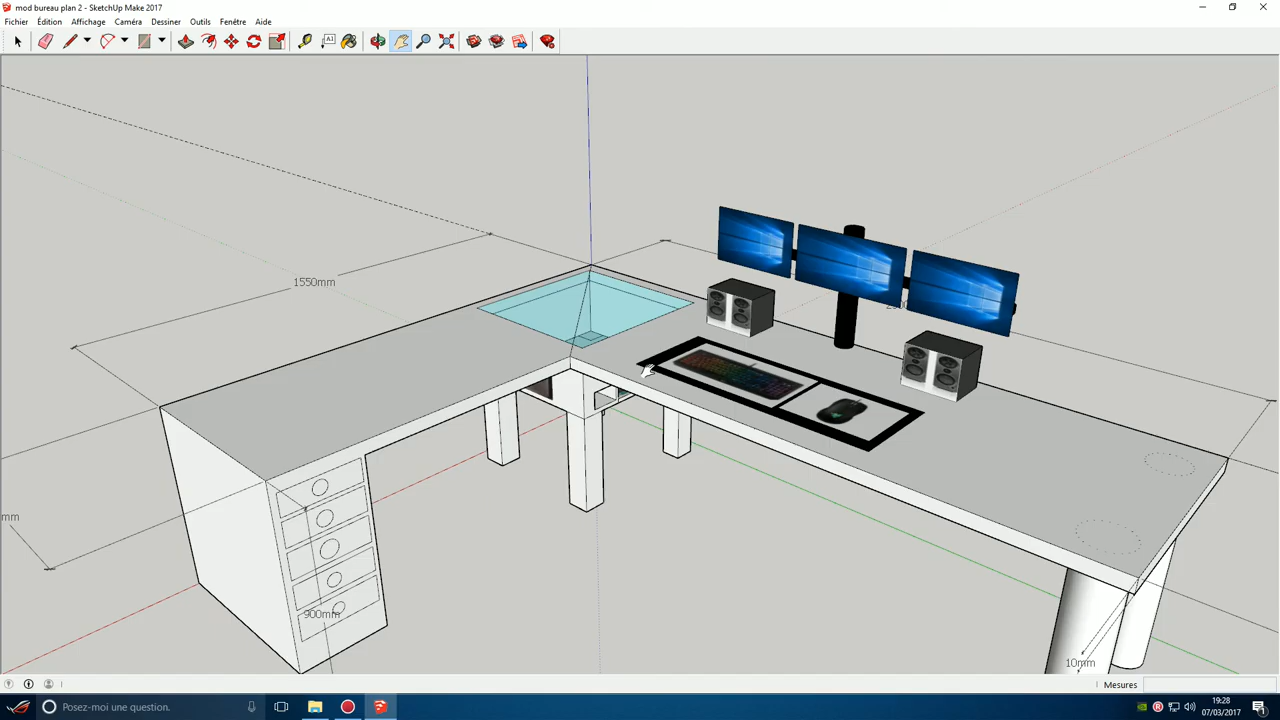 mod bureau plan 2 - SketchUp Make 2017
Fichier Édition Affichage Caméra Dessiner Outils Fenêtre Aide
A1
1550mm
mm
900mm
10mm
Mesures
Posez-moi une question.
19:28
07/03/2017